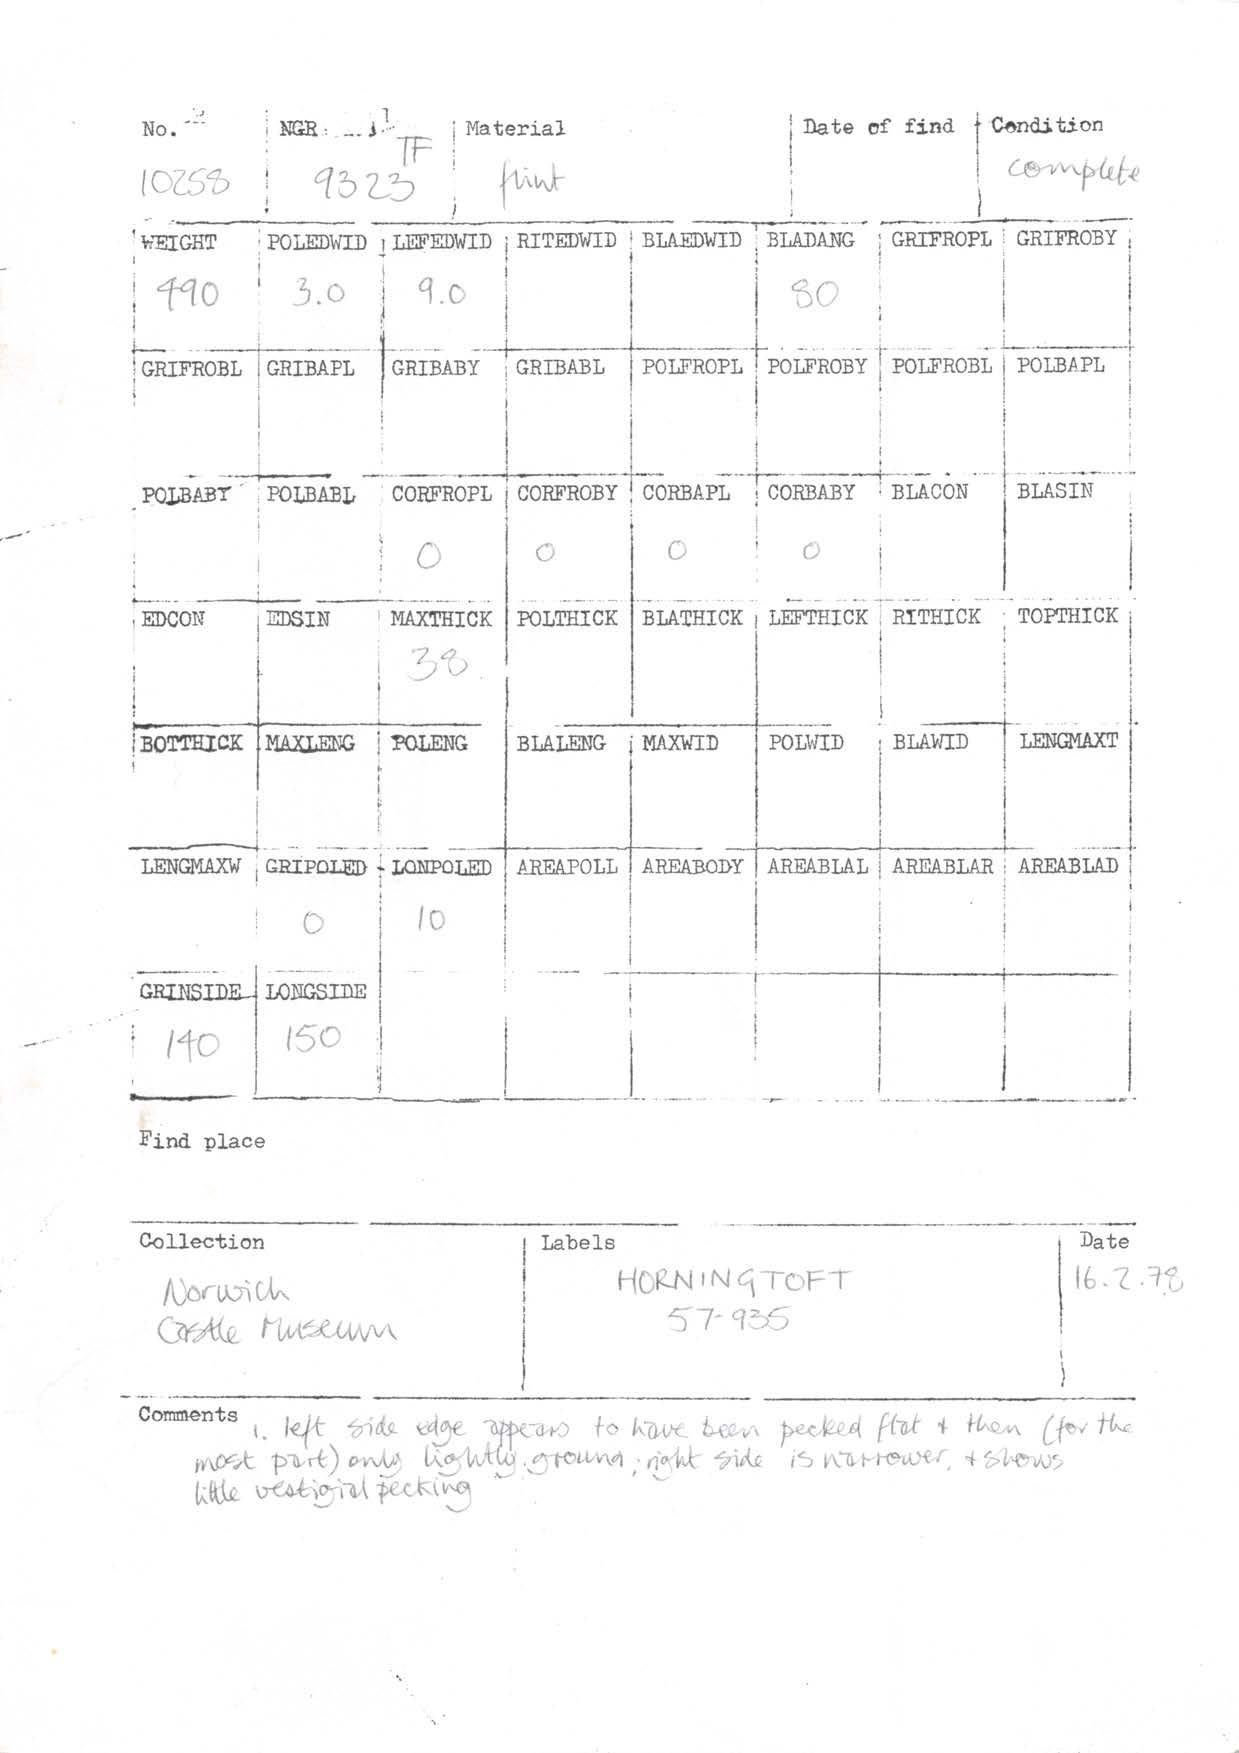 No. NGR Material Date of find Condition
10258 TF 9323 flint complete
WEIGHT POLEDWID LEFEDWID RITEDWID BLAEDWID BLADANG GRIFROPL GRIFROBY
490 3.0 9.0 80
GRIFROBL GRIBAPL GRIBABY GRIBABL POLFROPL POLFROBY POLFROBL POLBAPL
POLBABY POLBABL CORFROPL CORFROBY CORBAPL CORBABY BLACON BLASIN
0 0 0 0
EDCON EDSIN MAXTHICK POLTHICK BLATHICK LEFTHICK RITHICK TOPTHICK
38
BOTTHICK MAXLENG POLENG BLALENG MAXWID POLWID BLAWID LENGMAXT
LENGMAXW GRIPOLED LONPOLED AREAPOLL AREABODY AREABLAL AREABLAR AREABLAD
0 10
GRINSIDE LONGSIDE
140 150
Find place
Collection Labels Date
Norwich HORNINGTOFT 16.2.78
Castle Museum 57-935
Comments 1. left side edge appears to have been pecked flat + then (for the
most part) only lightly ground; right side is narrower, + shows
little vestigial pecking